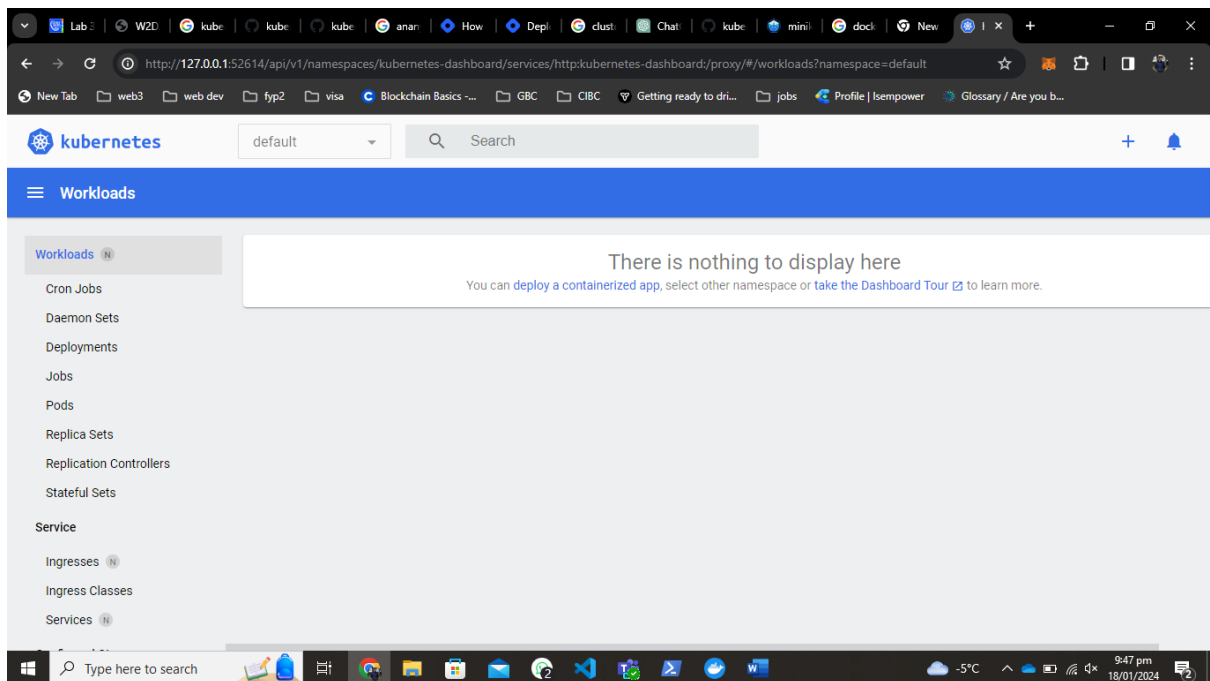 Lab 3 W2D kube kube kube anan How Depl clust Chat kube minil dock New
http://127.0.0.1:52614/api/v1/namespaces/kubernetes-dashboard/services/http:kubernetes-dashboard:/proxy/#/workloads?namespace=default
New Tab web3 web dev fyp2 visa Blockchain Basics -... GBC CIBC Getting ready to dri... jobs Profile | Isempower Glossary / Are you b...
kubernetes default Search
Workloads
Workloads N
There is nothing to display here
You can deploy a containerized app, select other namespace or take the Dashboard Tour to learn more.
Cron Jobs
Daemon Sets
Deployments
Jobs
Pods
Replica Sets
Replication Controllers
Stateful Sets
Service
Ingresses N
Ingress Classes
Services N
Type here to search
-5°C
9:47 pm
18/01/2024
2